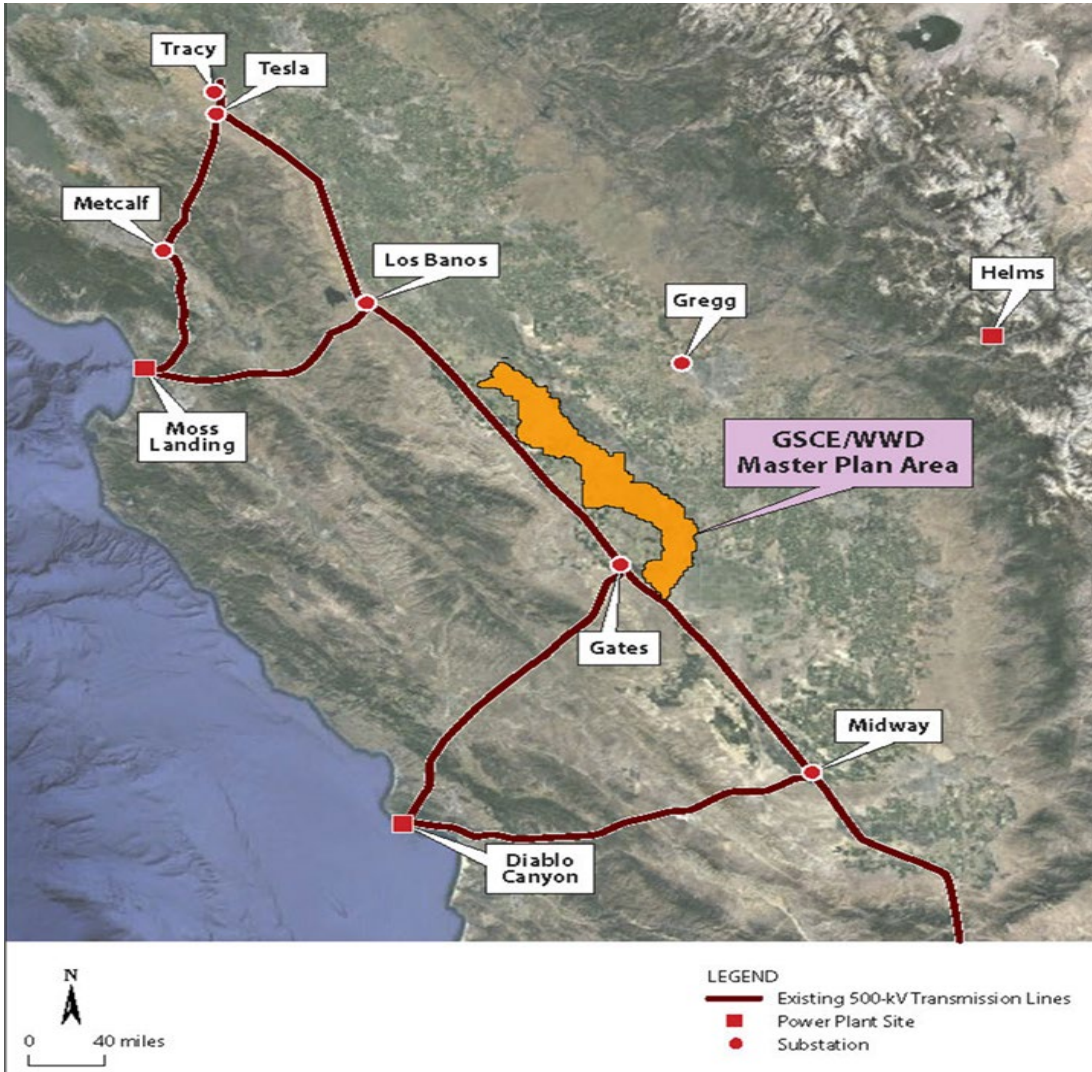 Tracy
Tesla
Metcalf
Los Banos
Helms
Gregg
Moss
Landing
GSCE/WWD
Master Plan Area
Gates
Midway
Diablo
Canyon
N
0 40 miles
LEGEND
Existing 500-kV Transmission Lines
Power Plant Site
Substation